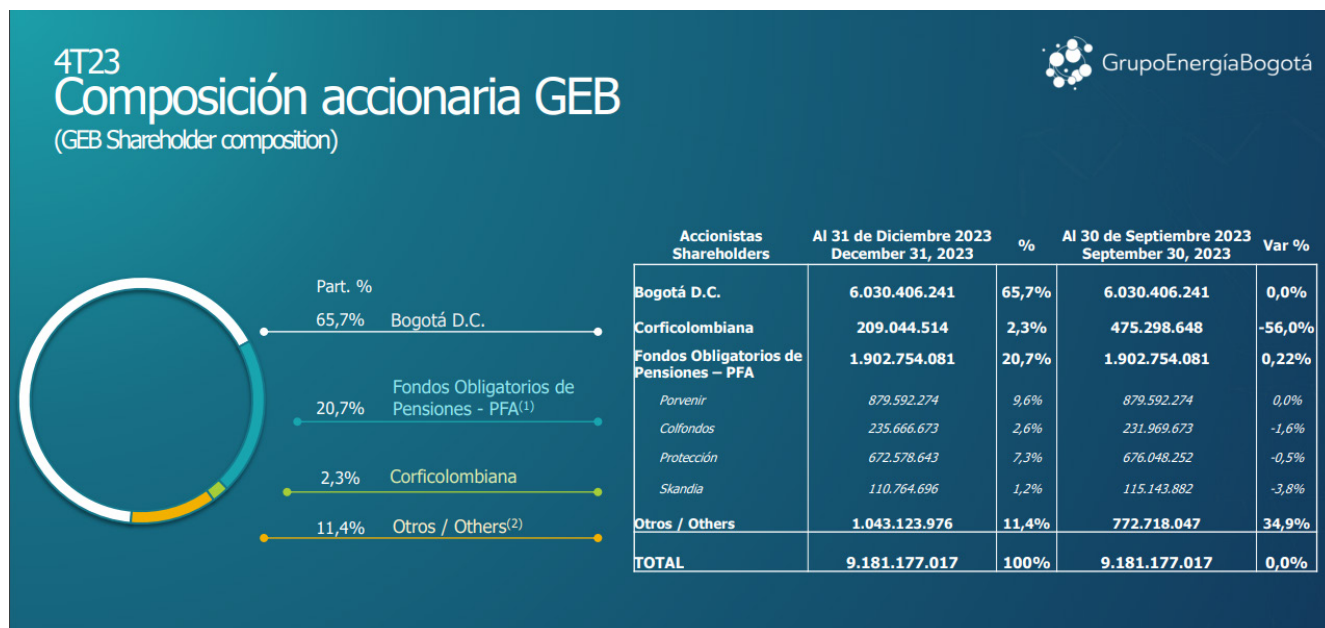 4T23
Composición accionaria GEB
(GEB Shareholder composition)
GrupoEnergíaBogotá
Part. %
65,7% Bogotá D.C.
Fondos Obligatorios de
20,7% Pensiones - PFA(1)
2,3% Corficolombiana
11,4% Otros / Others(2)
Accionistas Al 31 de Diciembre 2023 % Al 30 de Septiembre 2023 Var %
Shareholders December 31, 2023 September 30, 2023
Bogotá D.C. 6.030.406.241 65,7% 6.030.406.241 0,0%
Corficolombiana 209.044.514 2,3% 475.298.648 -56,0%
Fondos Obligatorios de 1.902.754.081 20,7% 1.902.754.081 0,22%
Pensiones – PFA
Porvenir 879.592.274 9,6% 879.592.274 0,0%
Colfondos 235.666.673 2,6% 231.969.673 -1,6%
Protección 672.578.643 7,3% 676.048.252 -0,5%
Skandia 110.764.696 1,2% 115.143.882 -3,8%
Otros / Others 1.043.123.976 11,4% 772.718.047 34,9%
TOTAL 9.181.177.017 100% 9.181.177.017 0,0%